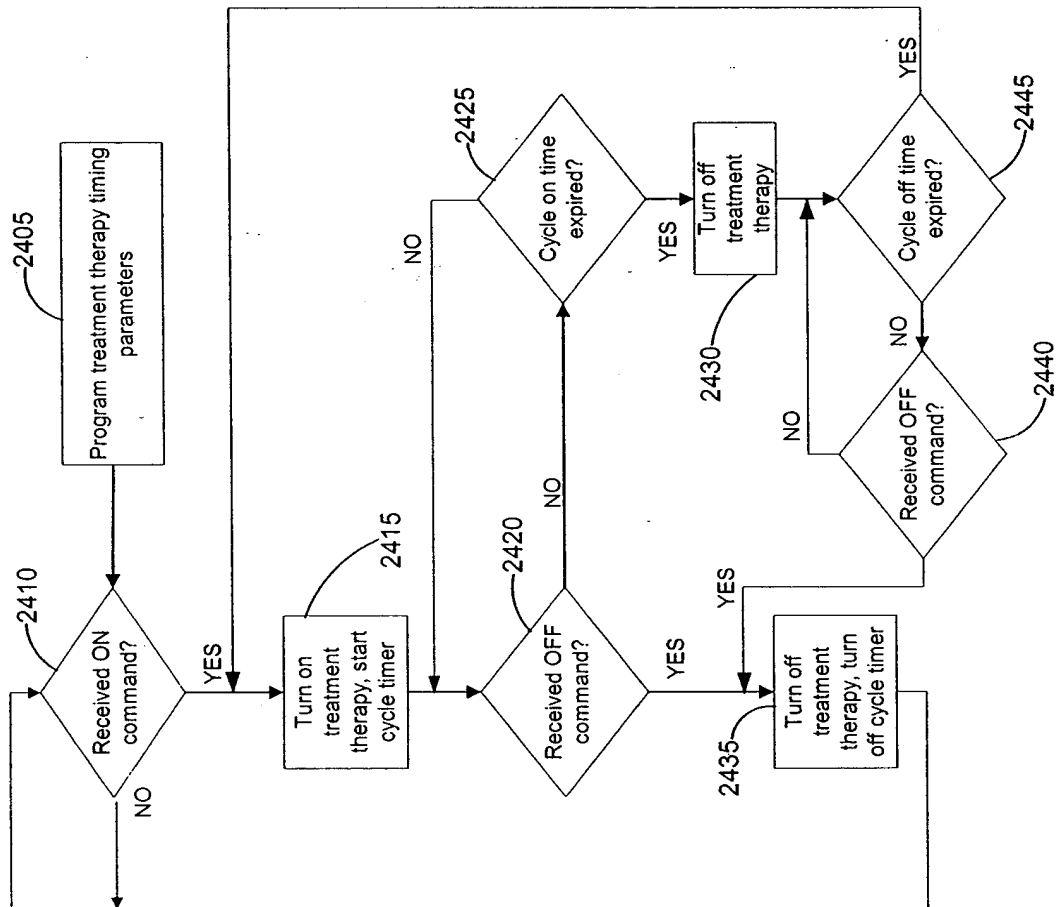 2405
Program treatment therapy timing
parameters
2410
Received ON
command?
NO
YES
2415
Turn on
treatment
therapy, start
cycle timer
2420
Received OFF
command?
NO
YES
2425
Cycle on time
expired?
NO
YES
2430
Turn off
treatment
therapy
2435
Turn off
treatment
therapy, turn
off cycle timer
2440
Received OFF
command?
NO
YES
2445
Cycle off time
expired?
NO
YES